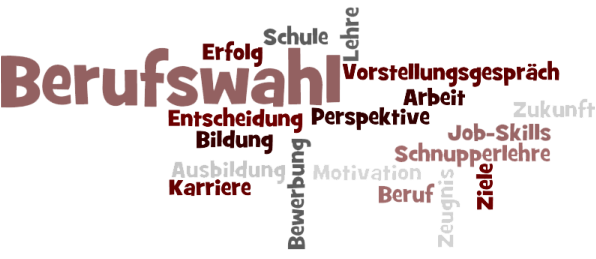 Schule
Lehre
Erfolg
Berufswahl
Vorstellungsgespräch
Arbeit
Zukunft
Entscheidung
Perspektive
Job-Skills
Bildung
Schnupperlehre
Ausbildung
Bewerbung
Motivation
Zeugnis
Ziele
Karriere
Beruf